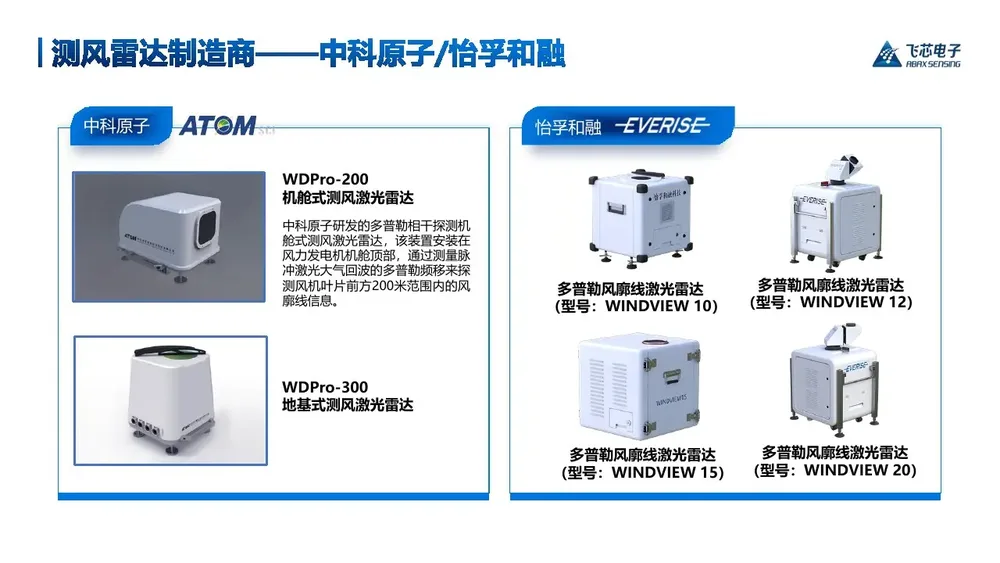 测风雷达制造商——中科原子/怡孚和融
飞芯电子
ABAX SENSING
中科原子
ATOM
WDPro-200
机舱式测风激光雷达
中科原子研发的多普勒相干探测机
舱式测风激光雷达，该装置安装在
风力发电机机舱顶部，通过测量脉
冲激光大气回波的多普勒频移来探
测风机叶片前方200米范围内的风
廓线信息。
WDPro-300
地基式测风激光雷达
怡孚和融
EVERISE
怡孚和融科技
EVERISE
多普勒风廓线激光雷达
（型号：WINDVIEW 10）
多普勒风廓线激光雷达
（型号：WINDVIEW 12）
WINDVIEW15
EVERISE
多普勒风廓线激光雷达
（型号：WINDVIEW 15）
多普勒风廓线激光雷达
（型号：WINDVIEW 20）